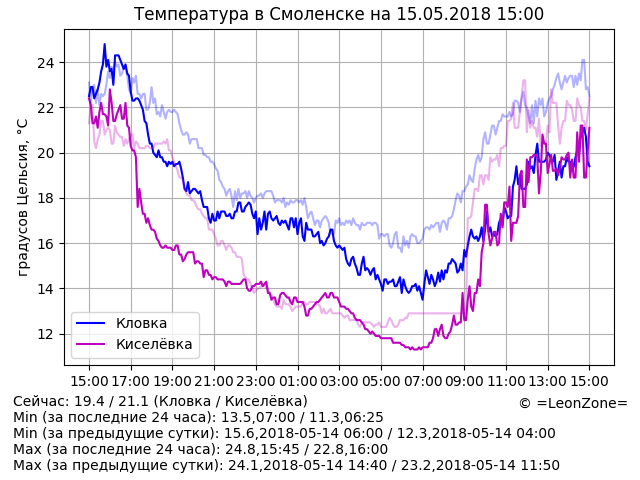 Температура в Смоленске на 15.05.2018 15:00
градусов Цельсия, °C
24
22
20
18
16
14
12
Кловка
Киселёвка
15:00 17:00 19:00 21:00 23:00 01:00 03:00 05:00 07:00 09:00 11:00 13:00 15:00
Сейчас: 19.4 / 21.1 (Кловка / Киселёвка)
© =LeonZone=
Min (за последние 24 часа): 13.5,07:00 / 11.3,06:25
Min (за предыдущие сутки): 15.6,2018-05-14 06:00 / 12.3,2018-05-14 04:00
Max (за последние 24 часа): 24.8,15:45 / 22.8,16:00
Max (за предыдущие сутки): 24.1,2018-05-14 14:40 / 23.2,2018-05-14 11:50